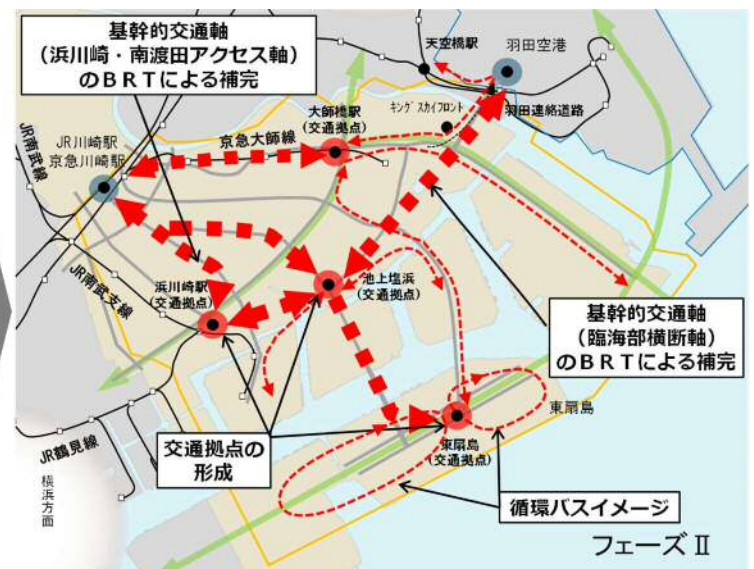 基幹的交通軸
（浜川崎・南渡田アクセス軸）
のＢＲＴによる補完
天空橋駅
羽田空港
大師橋駅
（交通拠点）
キングスカイフロント
羽田連絡道路
JR南武線
JR川崎駅
京急川崎駅
京急大師線
JR南武支線
浜川崎駅
（交通拠点）
池上塩浜
（交通拠点）
基幹的交通軸
（臨海部横断軸）
のＢＲＴによる補完
JR鶴見線
横浜方面
交通拠点の
形成
東扇島
東扇島
（交通拠点）
循環バスイメージ
フェーズⅡ